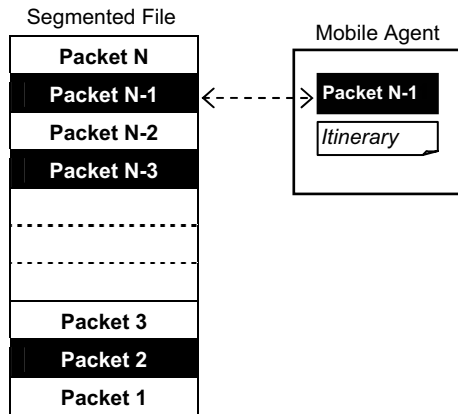 Segmented File
Packet N
Packet N-1
Packet N-2
Packet N-3
Packet 3
Packet 2
Packet 1
Mobile Agent
Packet N-1
Itinerary